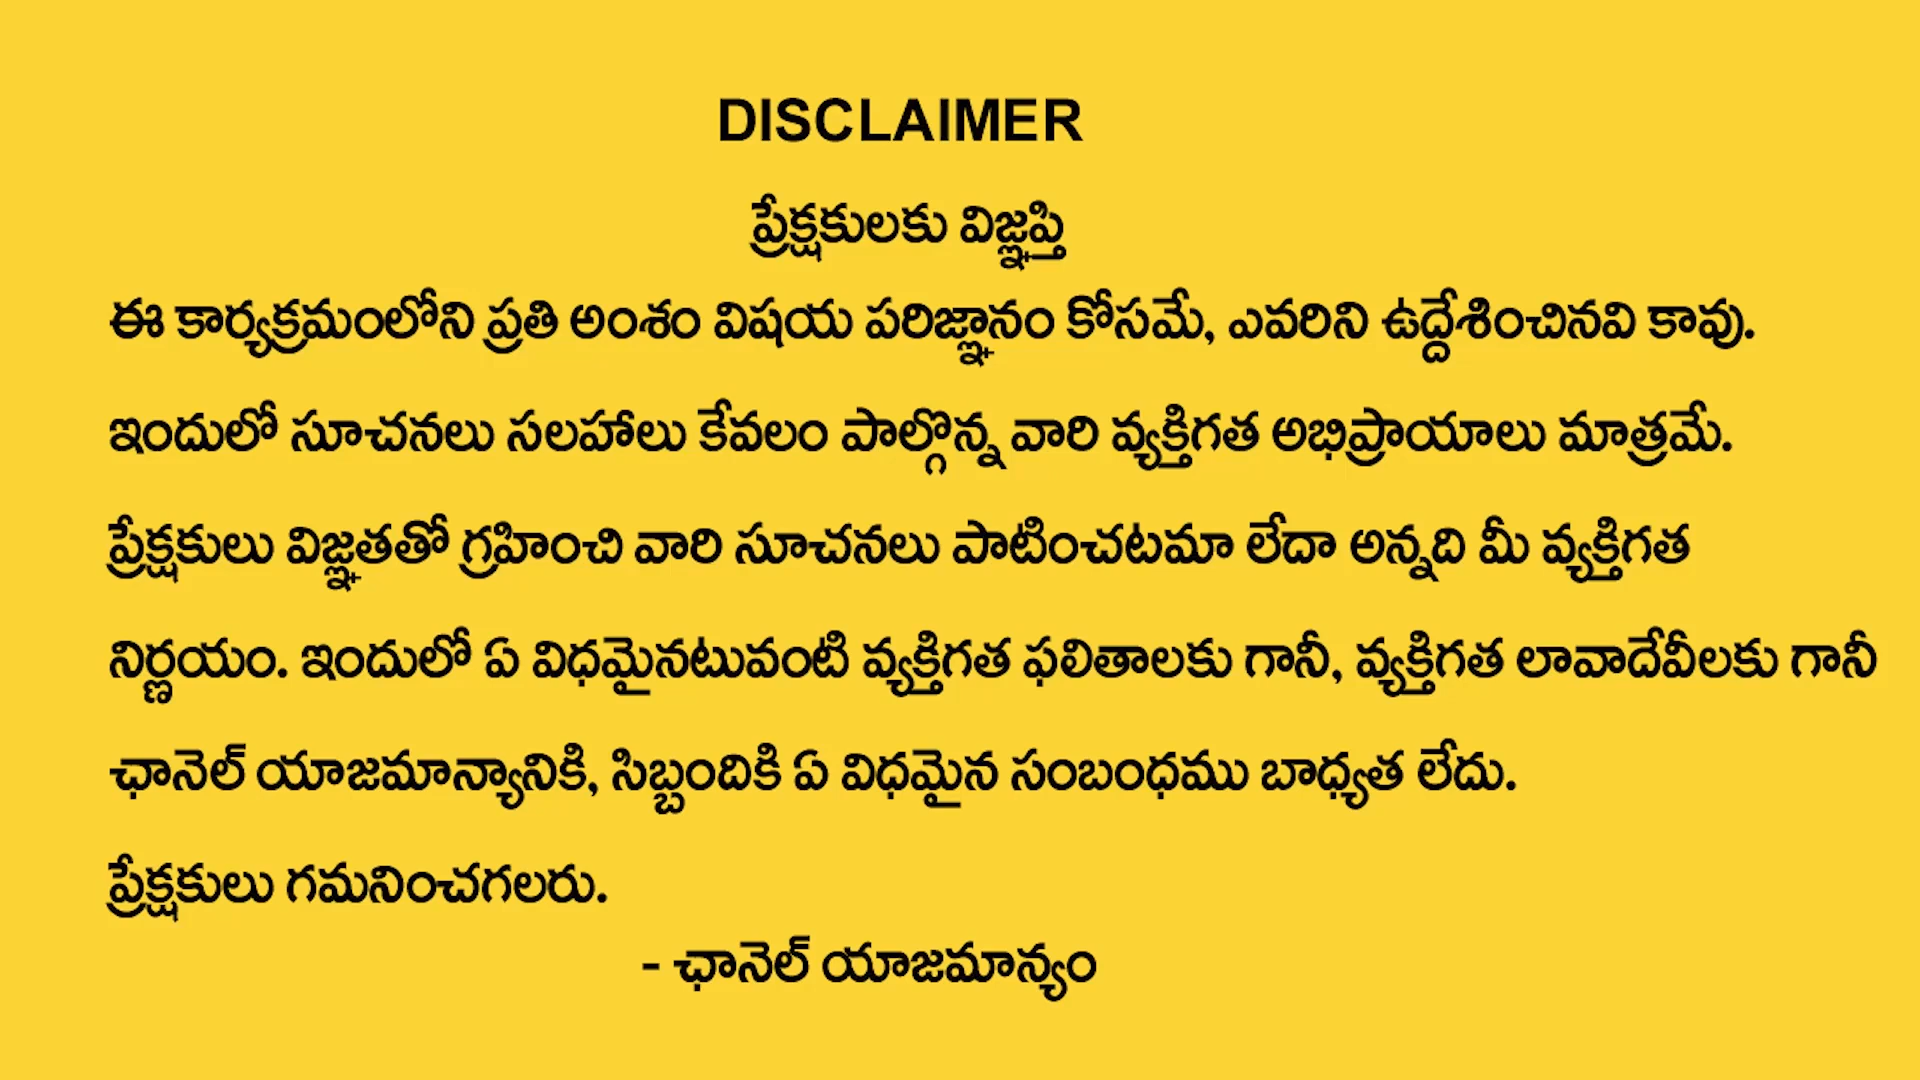 DISCLAIMER
ప్రేక్షకులకు విజ్ఞప్తి
ఈ కార్యక్రమంలోని ప్రతి అంశం విషయ పరిజ్ఞానం కోసమే, ఎవరిని ఉద్దేశించినవి కావు.
ఇందులో సూచనలు సలహాలు కేవలం పాల్గొన్న వారి వ్యక్తిగత అభిప్రాయాలు మాత్రమే.
ప్రేక్షకులు విజ్ఞతతో గ్రహించి వారి సూచనలు పాటించటమా లేదా అన్నది మీ వ్యక్తిగత
నిర్ణయం. ఇందులో ఏ విధమైనటువంటి వ్యక్తిగత ఫలితాలకు గానీ, వ్యక్తిగత లావాదేవీలకు గానీ
ఛానెల్ యాజమాన్యానికి, సిబ్బందికి ఏ విధమైన సంబంధము బాధ్యత లేదు.
ప్రేక్షకులు గమనించగలరు.
- ఛానెల్ యాజమాన్యం